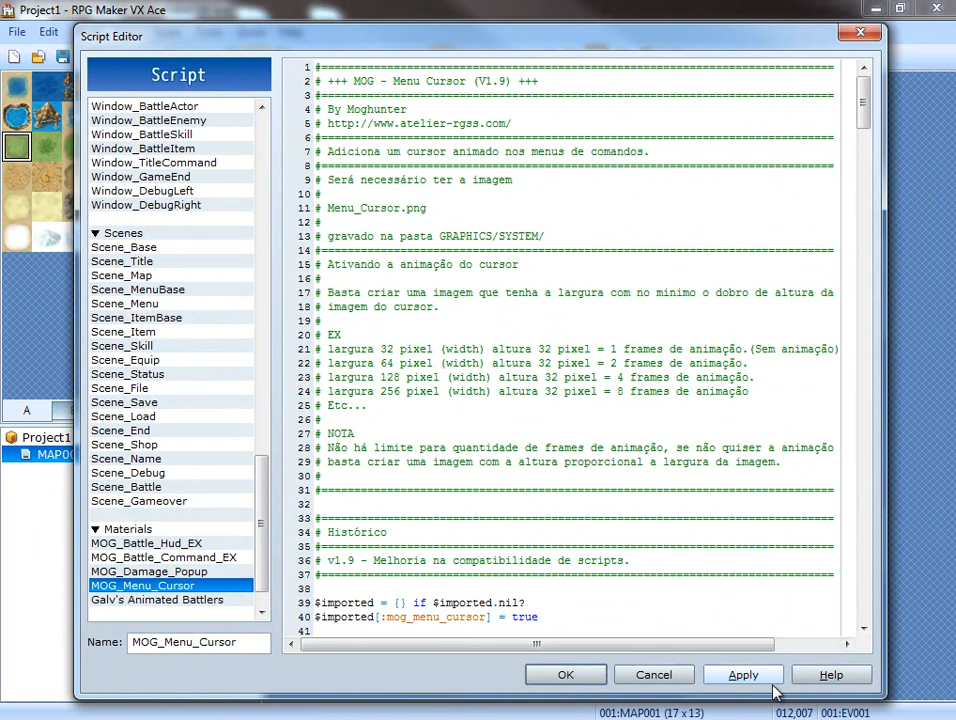 Project1 - RPG Maker VX Ace
File Edit
Script Editor
Script
Window_BattleActor
Window_BattleEnemy
Window_BattleSkill
Window_BattleItem
Window_TitleCommand
Window_GameEnd
Window_DebugLeft
Window_DebugRight
▼ Scenes
Scene_Base
Scene_Title
Scene_Map
Scene_MenuBase
Scene_Menu
Scene_ItemBase
Scene_Item
Scene_Skill
Scene_Equip
Scene_Status
Scene_File
Scene_Save
Scene_Load
Scene_End
Scene_Shop
Scene_Name
Scene_Debug
Scene_Battle
Scene_Gameover
▼ Materials
MOG_Battle_Hud_EX
MOG_Battle_Command_EX
MOG_Damage_Popup
MOG_Menu_Cursor
Galv's Animated Battlers
Name: MOG_Menu_Cursor
1 #==============================================================================
2 # +++ MOG - Menu Cursor (V1.9) +++
3 #==============================================================================
4 # By Moghunter
5 # http://www.atelier-rgss.com/
6 #==============================================================================
7 # Adiciona um cursor animado nos menus de comandos.
8 #==============================================================================
9 # Será necessário ter a imagem
10 #
11 # Menu_Cursor.png
12 #
13 # gravado na pasta GRAPHICS/SYSTEM/
14 #==============================================================================
15 # Ativando a animação do cursor
16 #
17 # Basta criar uma imagem que tenha a largura com no minimo o dobro de altura da
18 # imagem do cursor.
19 #
20 # EX
21 # largura 32 pixel (width) altura 32 pixel = 1 frames de animação.(Sem animação)
22 # largura 64 pixel (width) altura 32 pixel = 2 frames de animação.
23 # largura 128 pixel (width) altura 32 pixel = 4 frames de animação.
24 # largura 256 pixel (width) altura 32 pixel = 8 frames de animação
25 # Etc...
26 #
27 # NOTA
28 # Não há limite para quantidade de frames de animação, se não quiser a animação
29 # basta criar uma imagem com a altura proporcional a largura da imagem.
30 #
31 #==============================================================================
32
33 #==============================================================================
34 # Histórico
35 #==============================================================================
36 # v1.9 - Melhoria na compatibilidade de scripts.
37 #==============================================================================
38
39 $imported = {} if $imported.nil?
40 $imported[:mog_menu_cursor] = true
41
OK Cancel Apply Help
A
Project1
MAP00
001:MAP001 (17 x 13) 012,007 001:EV001